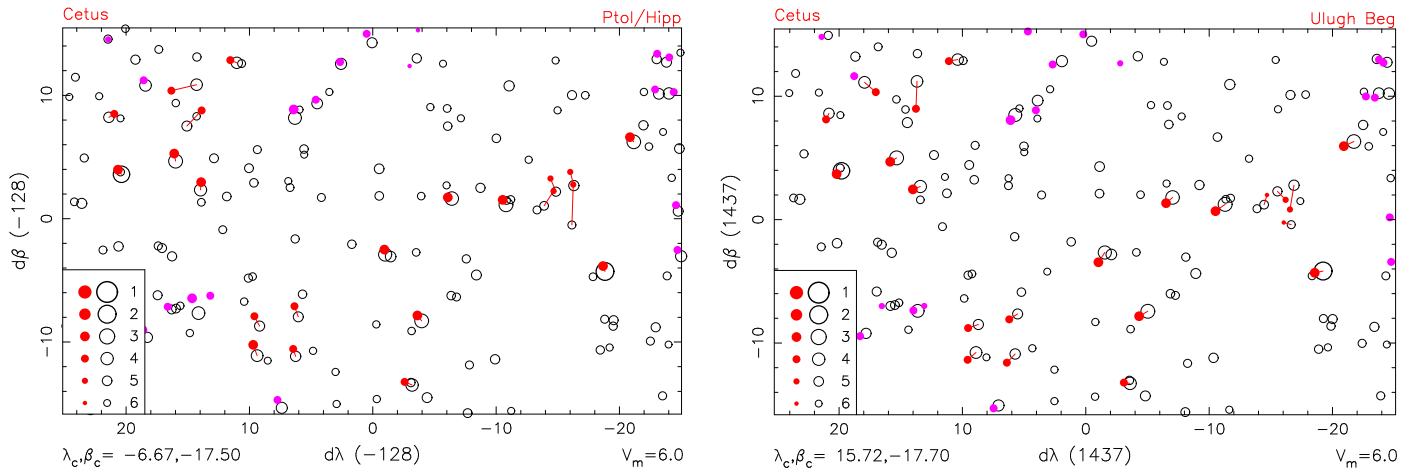 Cetus Ptol/Hipp
10
0
-10
dβ (-128)
1
2
3
4
5
6
20 10 0 -10 -20
λc,βc= -6.67,-17.50 dλ (-128) Vm=6.0
Cetus Ulugh Beg
10
0
-10
dβ (1437)
1
2
3
4
5
6
20 10 0 -10 -20
λc,βc= 15.72,-17.70 dλ (1437) Vm=6.0